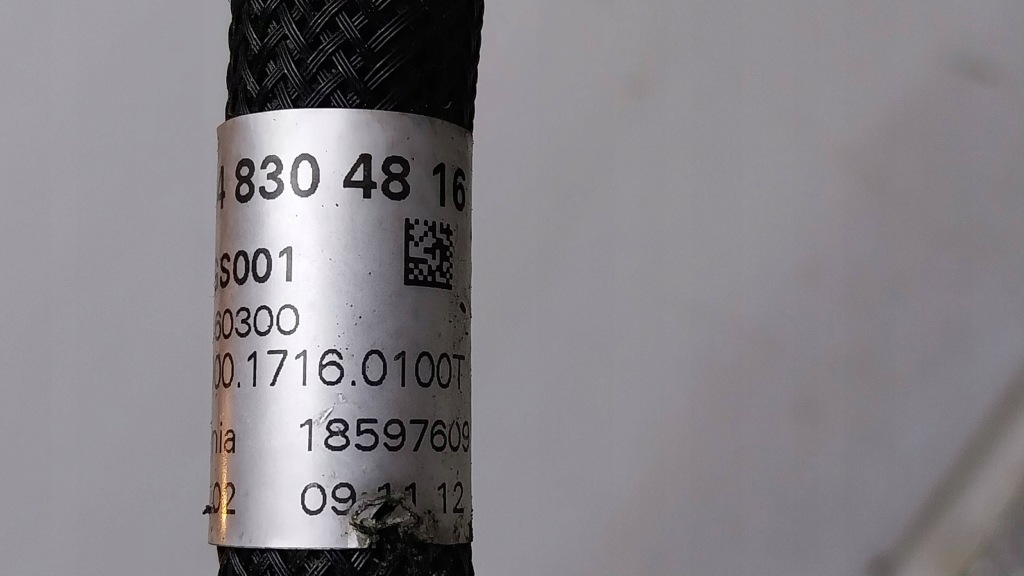 4 830 48 16
S001
60300
00.1716.0100T
nia 18597609
02 09.11.12